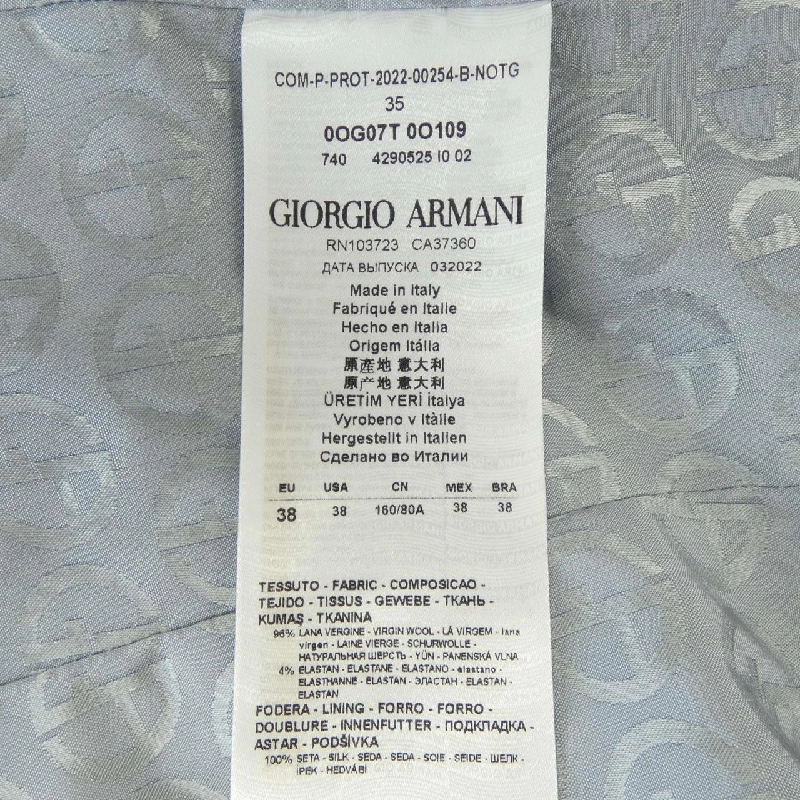 COM-P-PROT-2022-00254-B-NOTG
35
0OG07T 0O109
740 4290525 I0 02
GIORGIO ARMANI
RN103723 CA37360
ДАТА ВЫПУСКА 032022
Made in Italy
Fabriqué en Italie
Hecho en Italia
Origem Itália
原產地 意大利
原产地 意大利
ÜRETİM YERİ İtalya
Vyrobeno v Itàlie
Hergestellt in Italien
Сделано во Италии
EU USA CN MEX BRA
38 38 160/80A 38 38
TESSUTO - FABRIC - COMPOSICAO -
TEJIDO - TISSUS - GEWEBE - ТКАНЬ -
KUMAŞ - TKANINA
96% LANA VERGINE - VIRGIN WOOL - LÃ VIRGEM - lana
virgen - LAINE VIERGE - SCHURWOLLE -
НАТУРАЛЬНАЯ ШЕРСТЬ - YÜN - PANENSKÁ VLNA
4% ELASTAN - ELASTANE - ELASTANO - elastano -
ELASTHANNE - ELASTAN - ЭЛАСТАН - ELASTAN -
ELASTAN
FODERA - LINING - FORRO - FORRO -
DOUBLURE - INNENFUTTER - ПОДКЛАДКА -
ASTAR - PODŠÍVKA
100% SETA - SILK - SEDA - SEDA - SOIE - SEIDE - ШЕЛК -
İPEK - HEDVÁBÍ